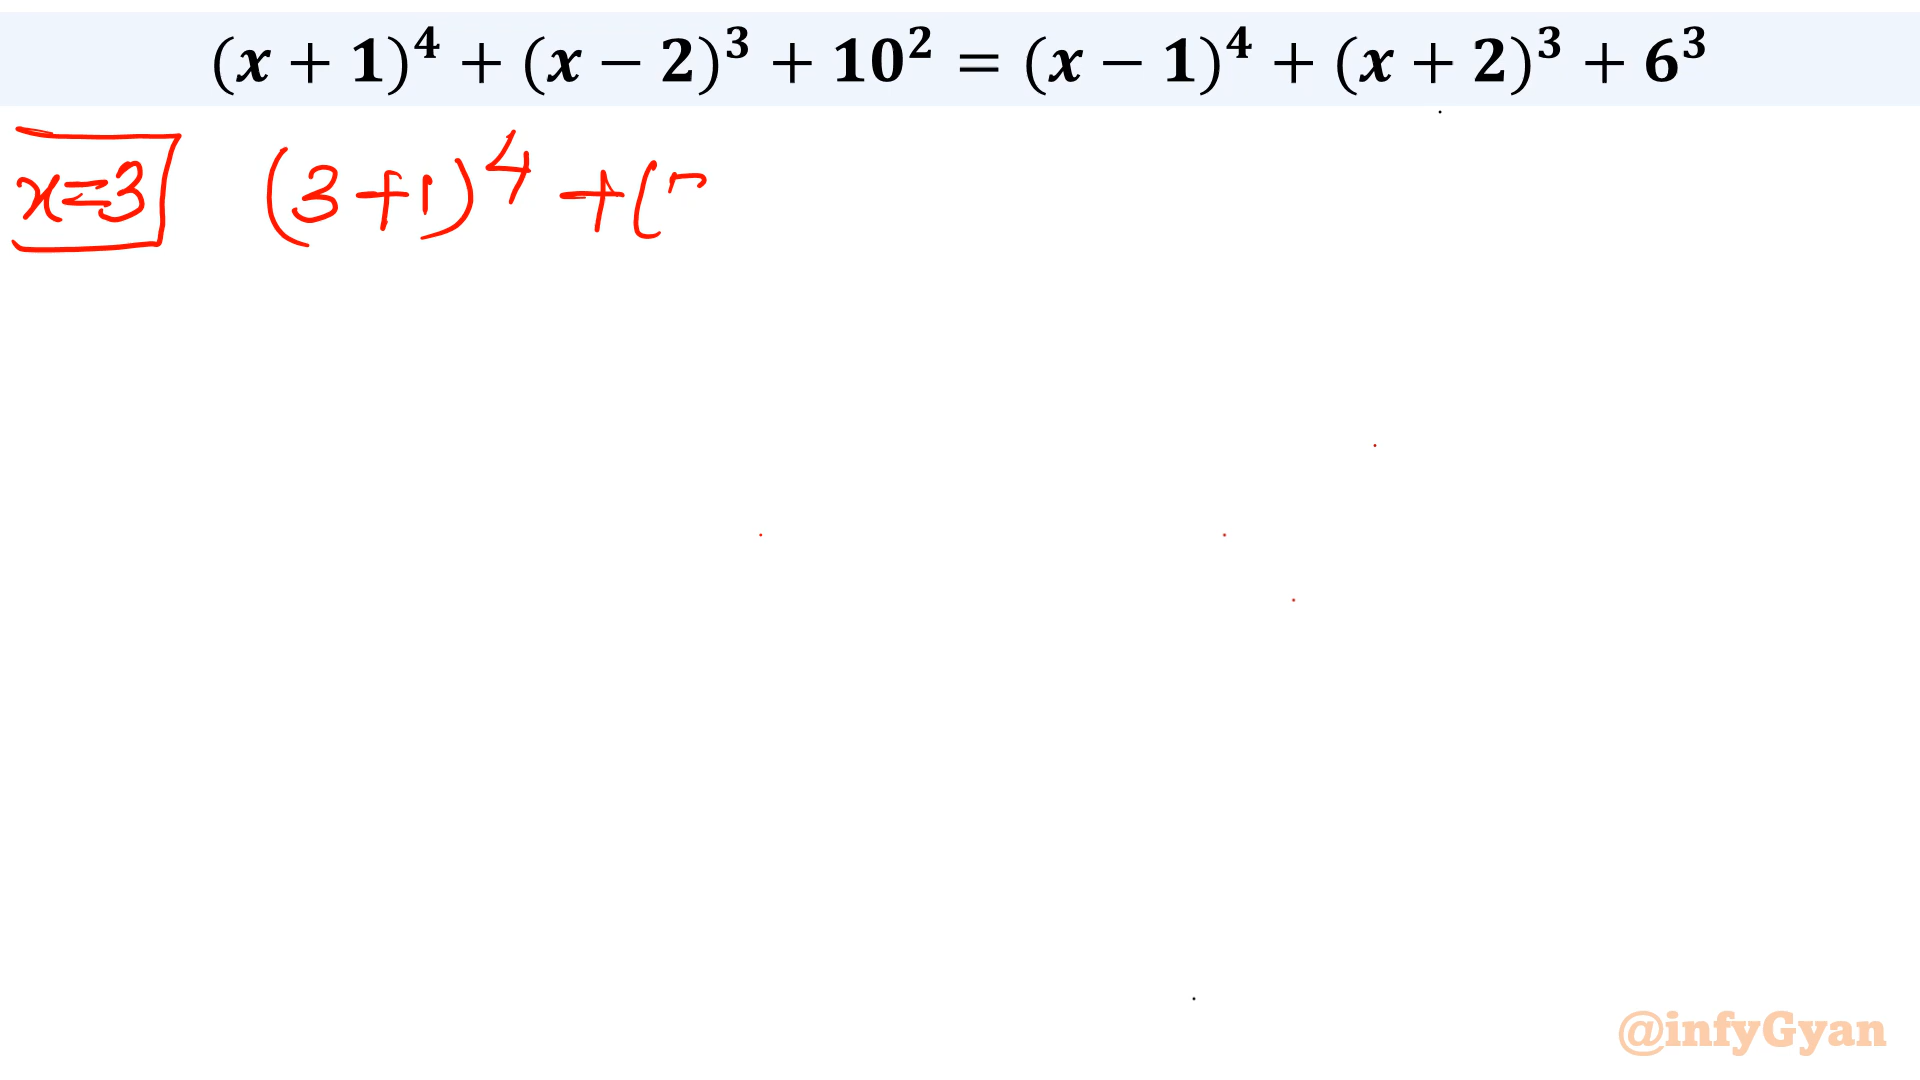 (x + 1)⁴ + (x − 2)³ + 10² = (x − 1)⁴ + (x + 2)³ + 6³
x=3 (3+1)⁴ +(
@infyGyan